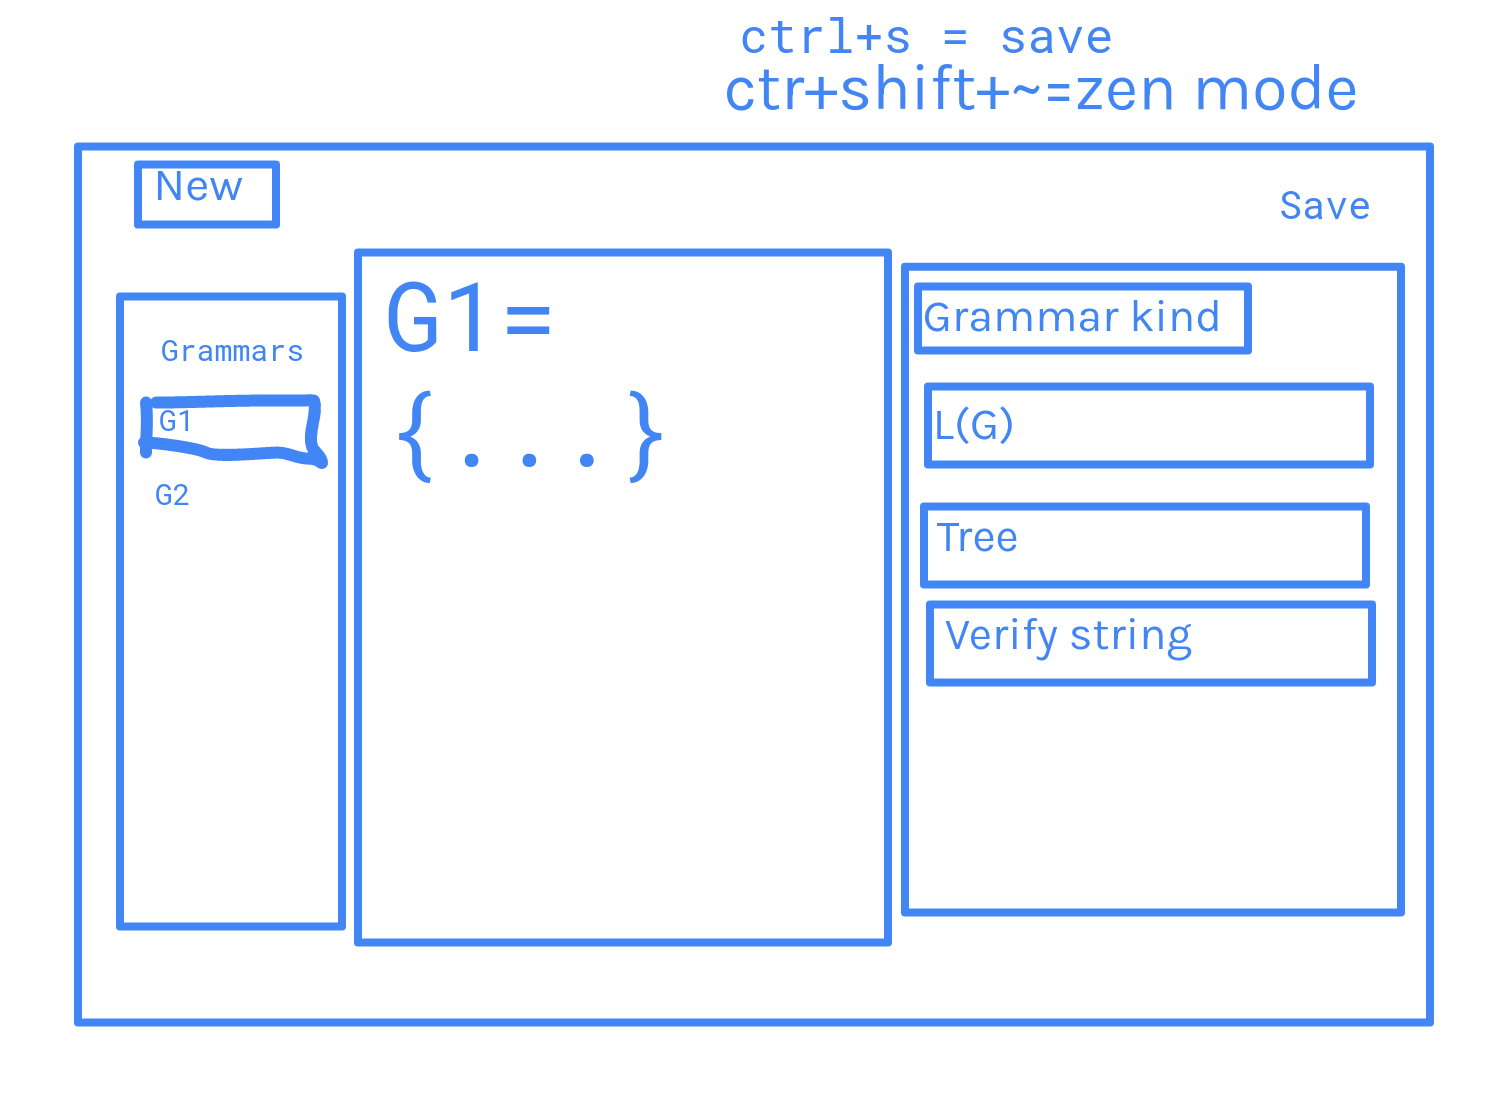 ctrl+s = save
ctr+shift+~=zen mode
New
Save
Grammars
G1
G2
G1=
{...}
Grammar kind
L(G)
Tree
Verify string